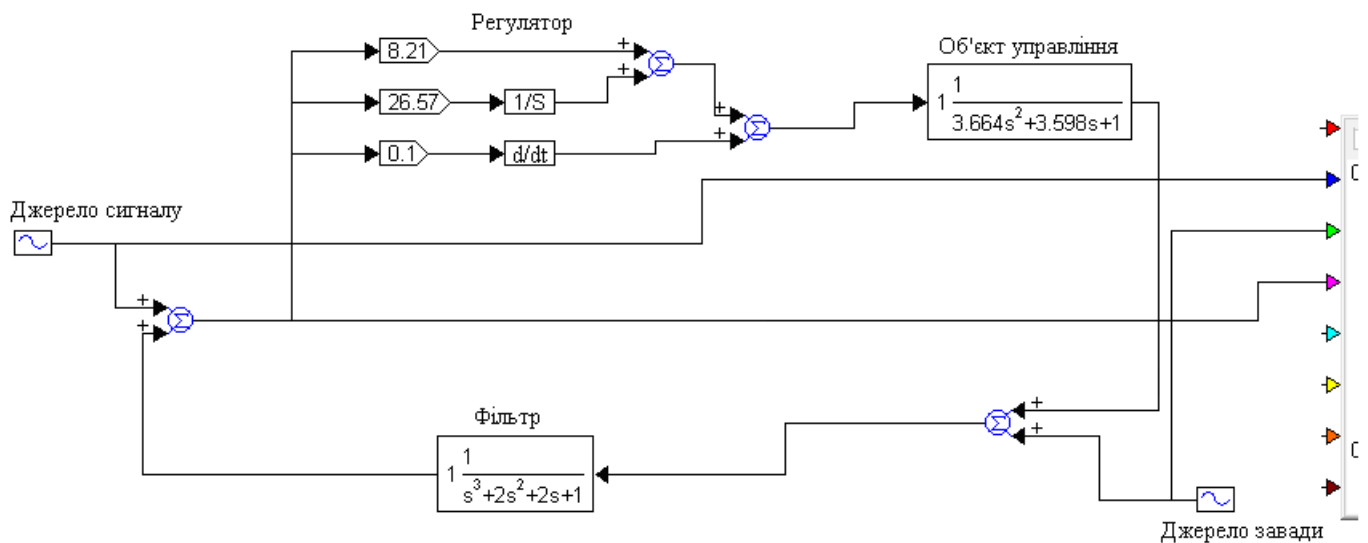 Регулятор
8.21
+
+
Σ
Об'єкт управління
1 1
3.664s²+3.598s+1
26.57
1/S
+
+
Σ
0.1
d/dt
Джерело сигналу
+
+
Σ
Фільтр
1 1
s³+2s²+2s+1
+
+
Σ
Джерело завади